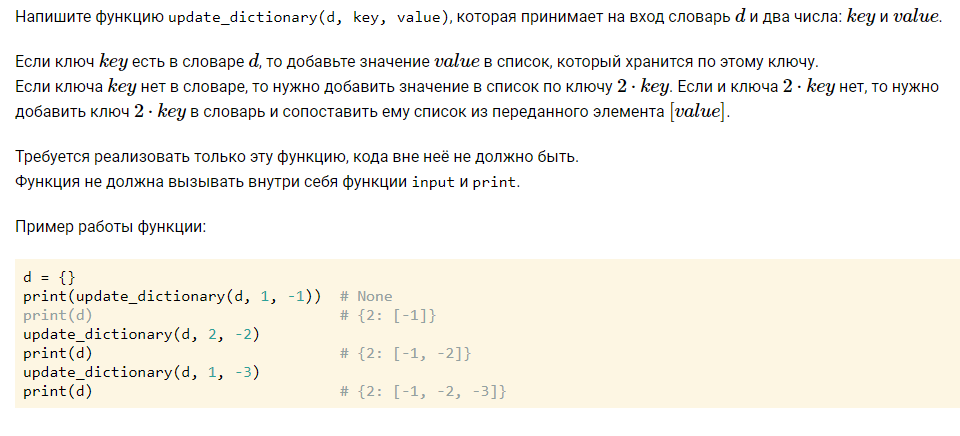 Напишите функцию update_dictionary(d, key, value), которая принимает на вход словарь d и два числа: key и value.
Если ключ key есть в словаре d, то добавьте значение value в список, который хранится по этому ключу.
Если ключа key нет в словаре, то нужно добавить значение в список по ключу 2 · key. Если и ключа 2 · key нет, то нужно
добавить ключ 2 · key в словарь и сопоставить ему список из переданного элемента [value].
Требуется реализовать только эту функцию, кода вне неё не должно быть.
Функция не должна вызывать внутри себя функции input и print.
Пример работы функции:
d = {}
print(update_dictionary(d, 1, -1))  # None
print(d)                            # {2: [-1]}
update_dictionary(d, 2, -2)
print(d)                            # {2: [-1, -2]}
update_dictionary(d, 1, -3)
print(d)                            # {2: [-1, -2, -3]}